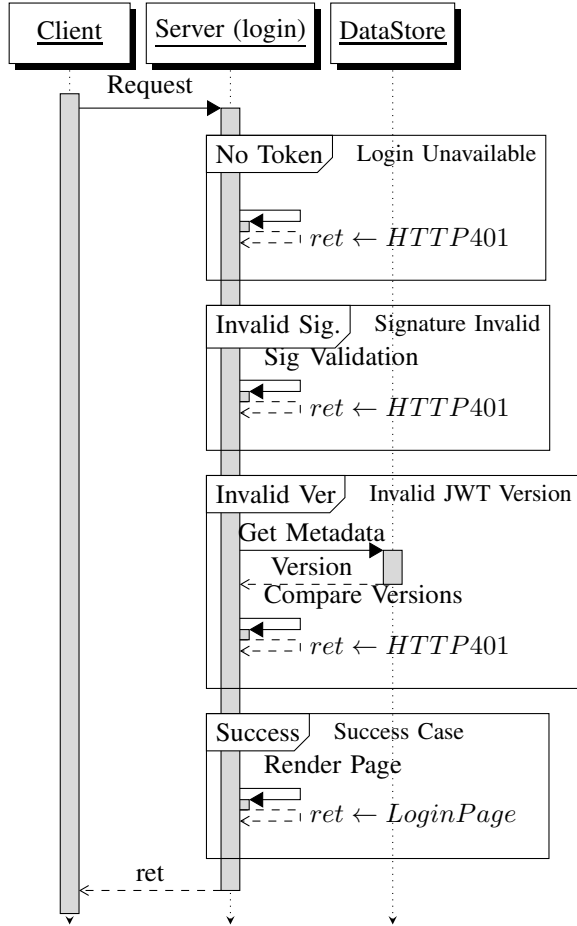 Client
Server (login)
DataStore
Request
No Token
Login Unavailable
ret ← HTTP401
Invalid Sig.
Signature Invalid
Sig Validation
ret ← HTTP401
Invalid Ver
Invalid JWT Version
Get Metadata
Version
Compare Versions
ret ← HTTP401
Success
Success Case
Render Page
ret ← LoginPage
ret